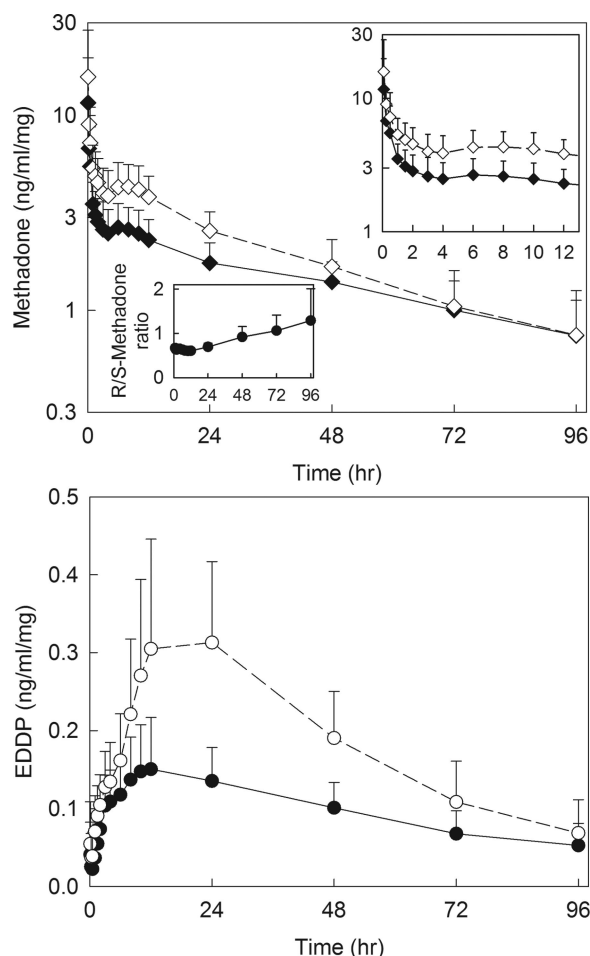 30
10
3
1
0.3
Methadone (ng/ml/mg)
30
10
3
1
0 2 4 6 8 10 12
R/S-Methadone
ratio
2
1
0
0 24 48 72 96
0 24 48 72 96
Time (hr)
0.5
0.4
0.3
0.2
0.1
0.0
EDDP (ng/ml/mg)
0 24 48 72 96
Time (hr)